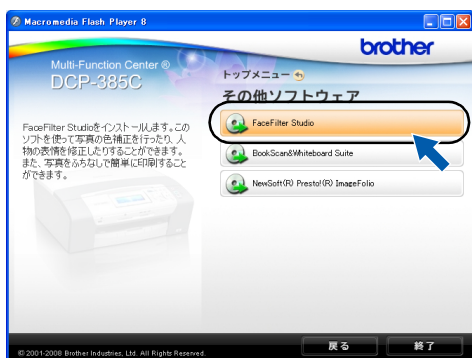 Macromedia Flash Player 8
brother
Multi-Function Center ®
DCP-385C
トップメニュー
その他ソフトウェア
FaceFilter Studioをインストールします。この
ソフトを使って写真の色補正を行ったり、人
物の表情を修正したりすることができます。
また、写真をふちなしで簡単に印刷すること
ができます。
FaceFilter Studio
BookScan&Whiteboard Suite
NewSoft(R) Presto!(R) ImageFolio
戻る
終了
© 2001-2008 Brother Industries, Ltd. All Rights Reserved.